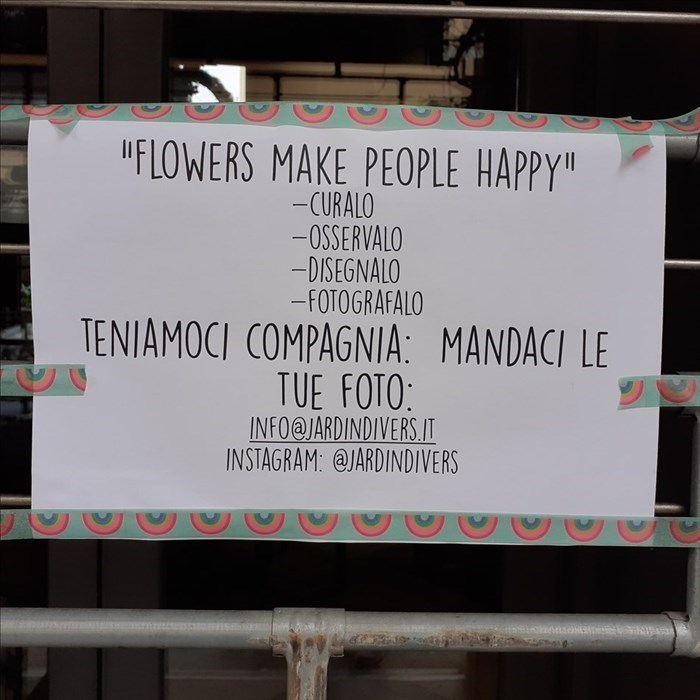 "FLOWERS MAKE PEOPLE HAPPY"
-CURALO
-OSSERVALO
-DISEGNALO
-FOTOGRAFALO
TENIAMOCI COMPAGNIA: MANDACI LE
TUE FOTO:
INFO@JARDINDIVERS.IT
INSTAGRAM: @JARDINDIVERS